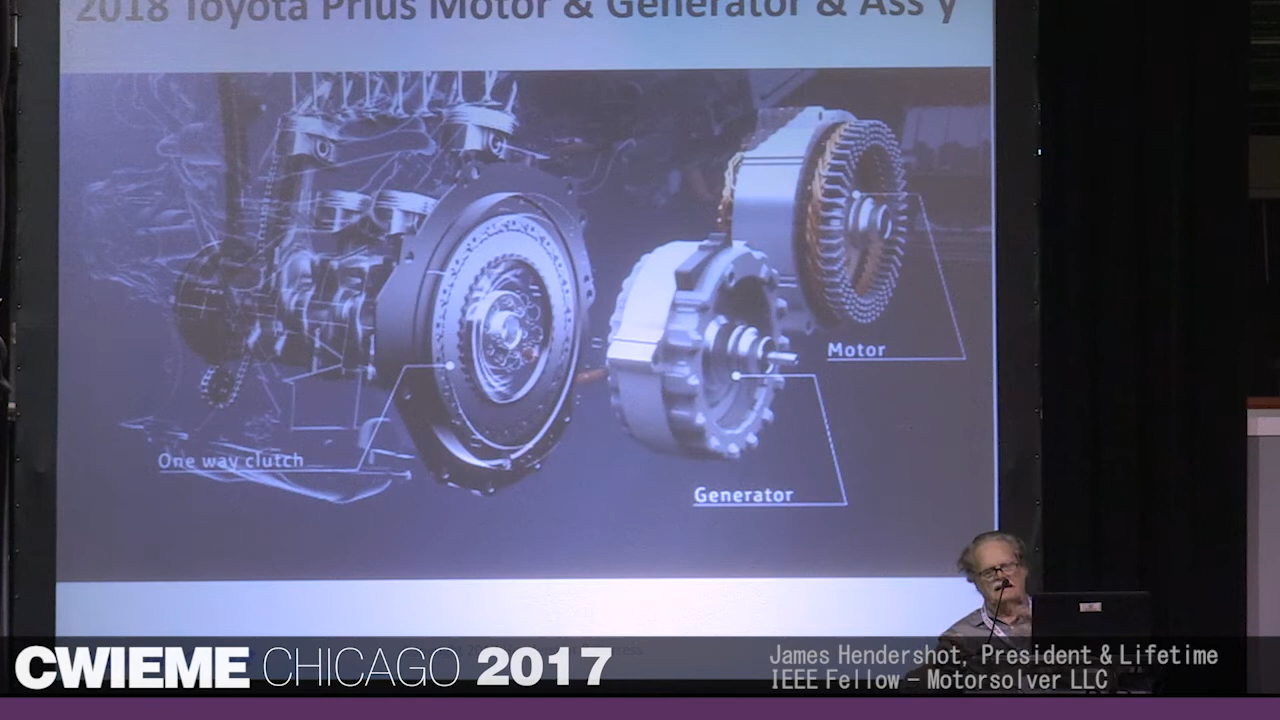 2018 Toyota Prius Motor & Generator & Ass'y
Motor
One way clutch
Generator
CWIEME CHICAGO 2017
James Hendershot, President & Lifetime
IEEE Fellow – Motorsolver LLC